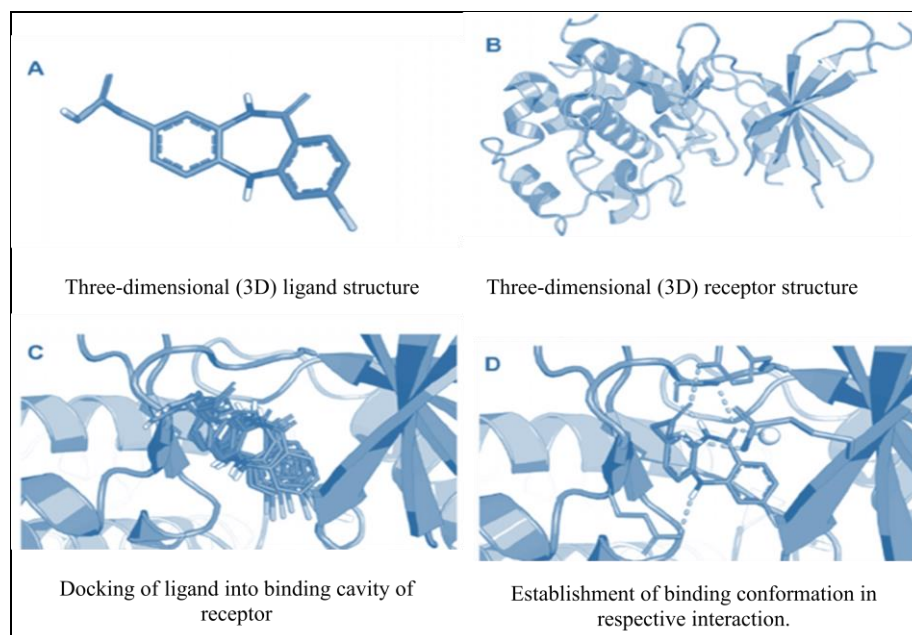 A
B
Three-dimensional (3D) ligand structure
Three-dimensional (3D) receptor structure
C
D
Docking of ligand into binding cavity of
receptor
Establishment of binding conformation in
respective interaction.